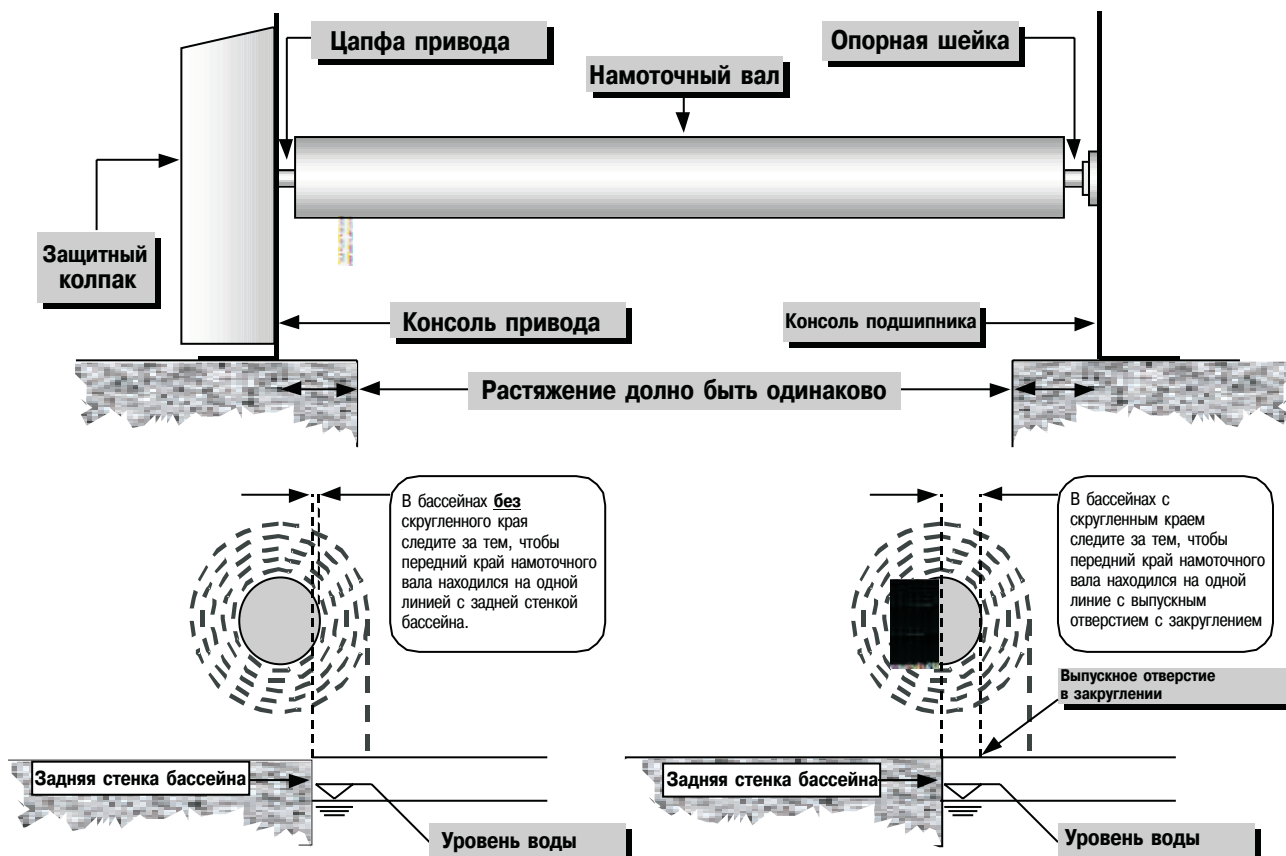 Цапфа привода
Опорная шейка
Намоточный вал
Защитный
колпак
Консоль привода
Консоль подшипника
Растяжение долно быть одинаково
В бассейнах без
скругленного края
следите за тем, чтобы
передний край намоточного
вала находился на одной
линией с задней стенкой
бассейна.
В бассейнах с
скругленным краем
следите за тем, чтобы
передний край намоточного
вала находился на одной
линие с выпускным
отверстием с закруглением
Выпускное отверстие
в закруглении
Задняя стенка бассейна
Задняя стенка бассейна
Уровень воды
Уровень воды